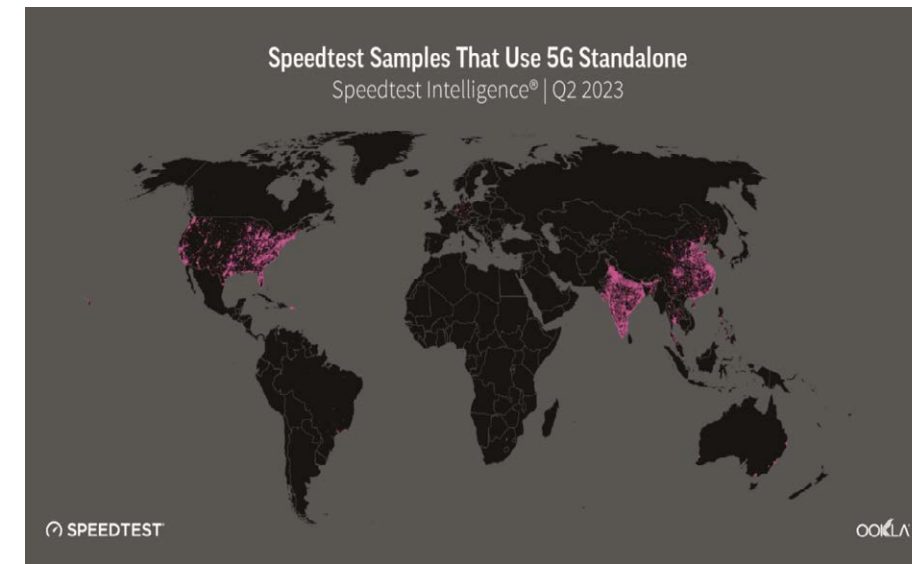 Speedtest Samples That Use 5G Standalone
Speedtest Intelligence® | Q2 2023
SPEEDTEST
OOKLA